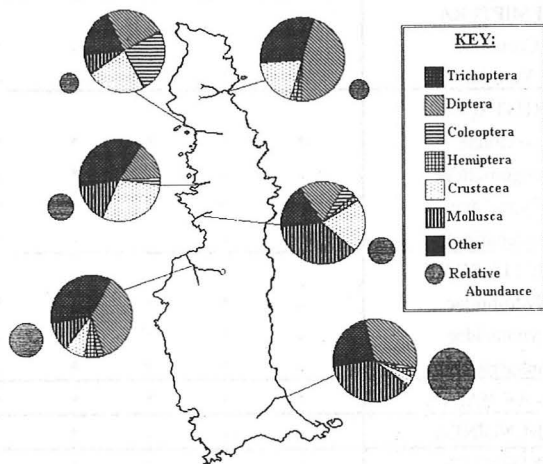 KEY:
Trichoptera
Diptera
Coleoptera
Hemiptera
Crustacea
Mollusca
Other
Relative
Abundance